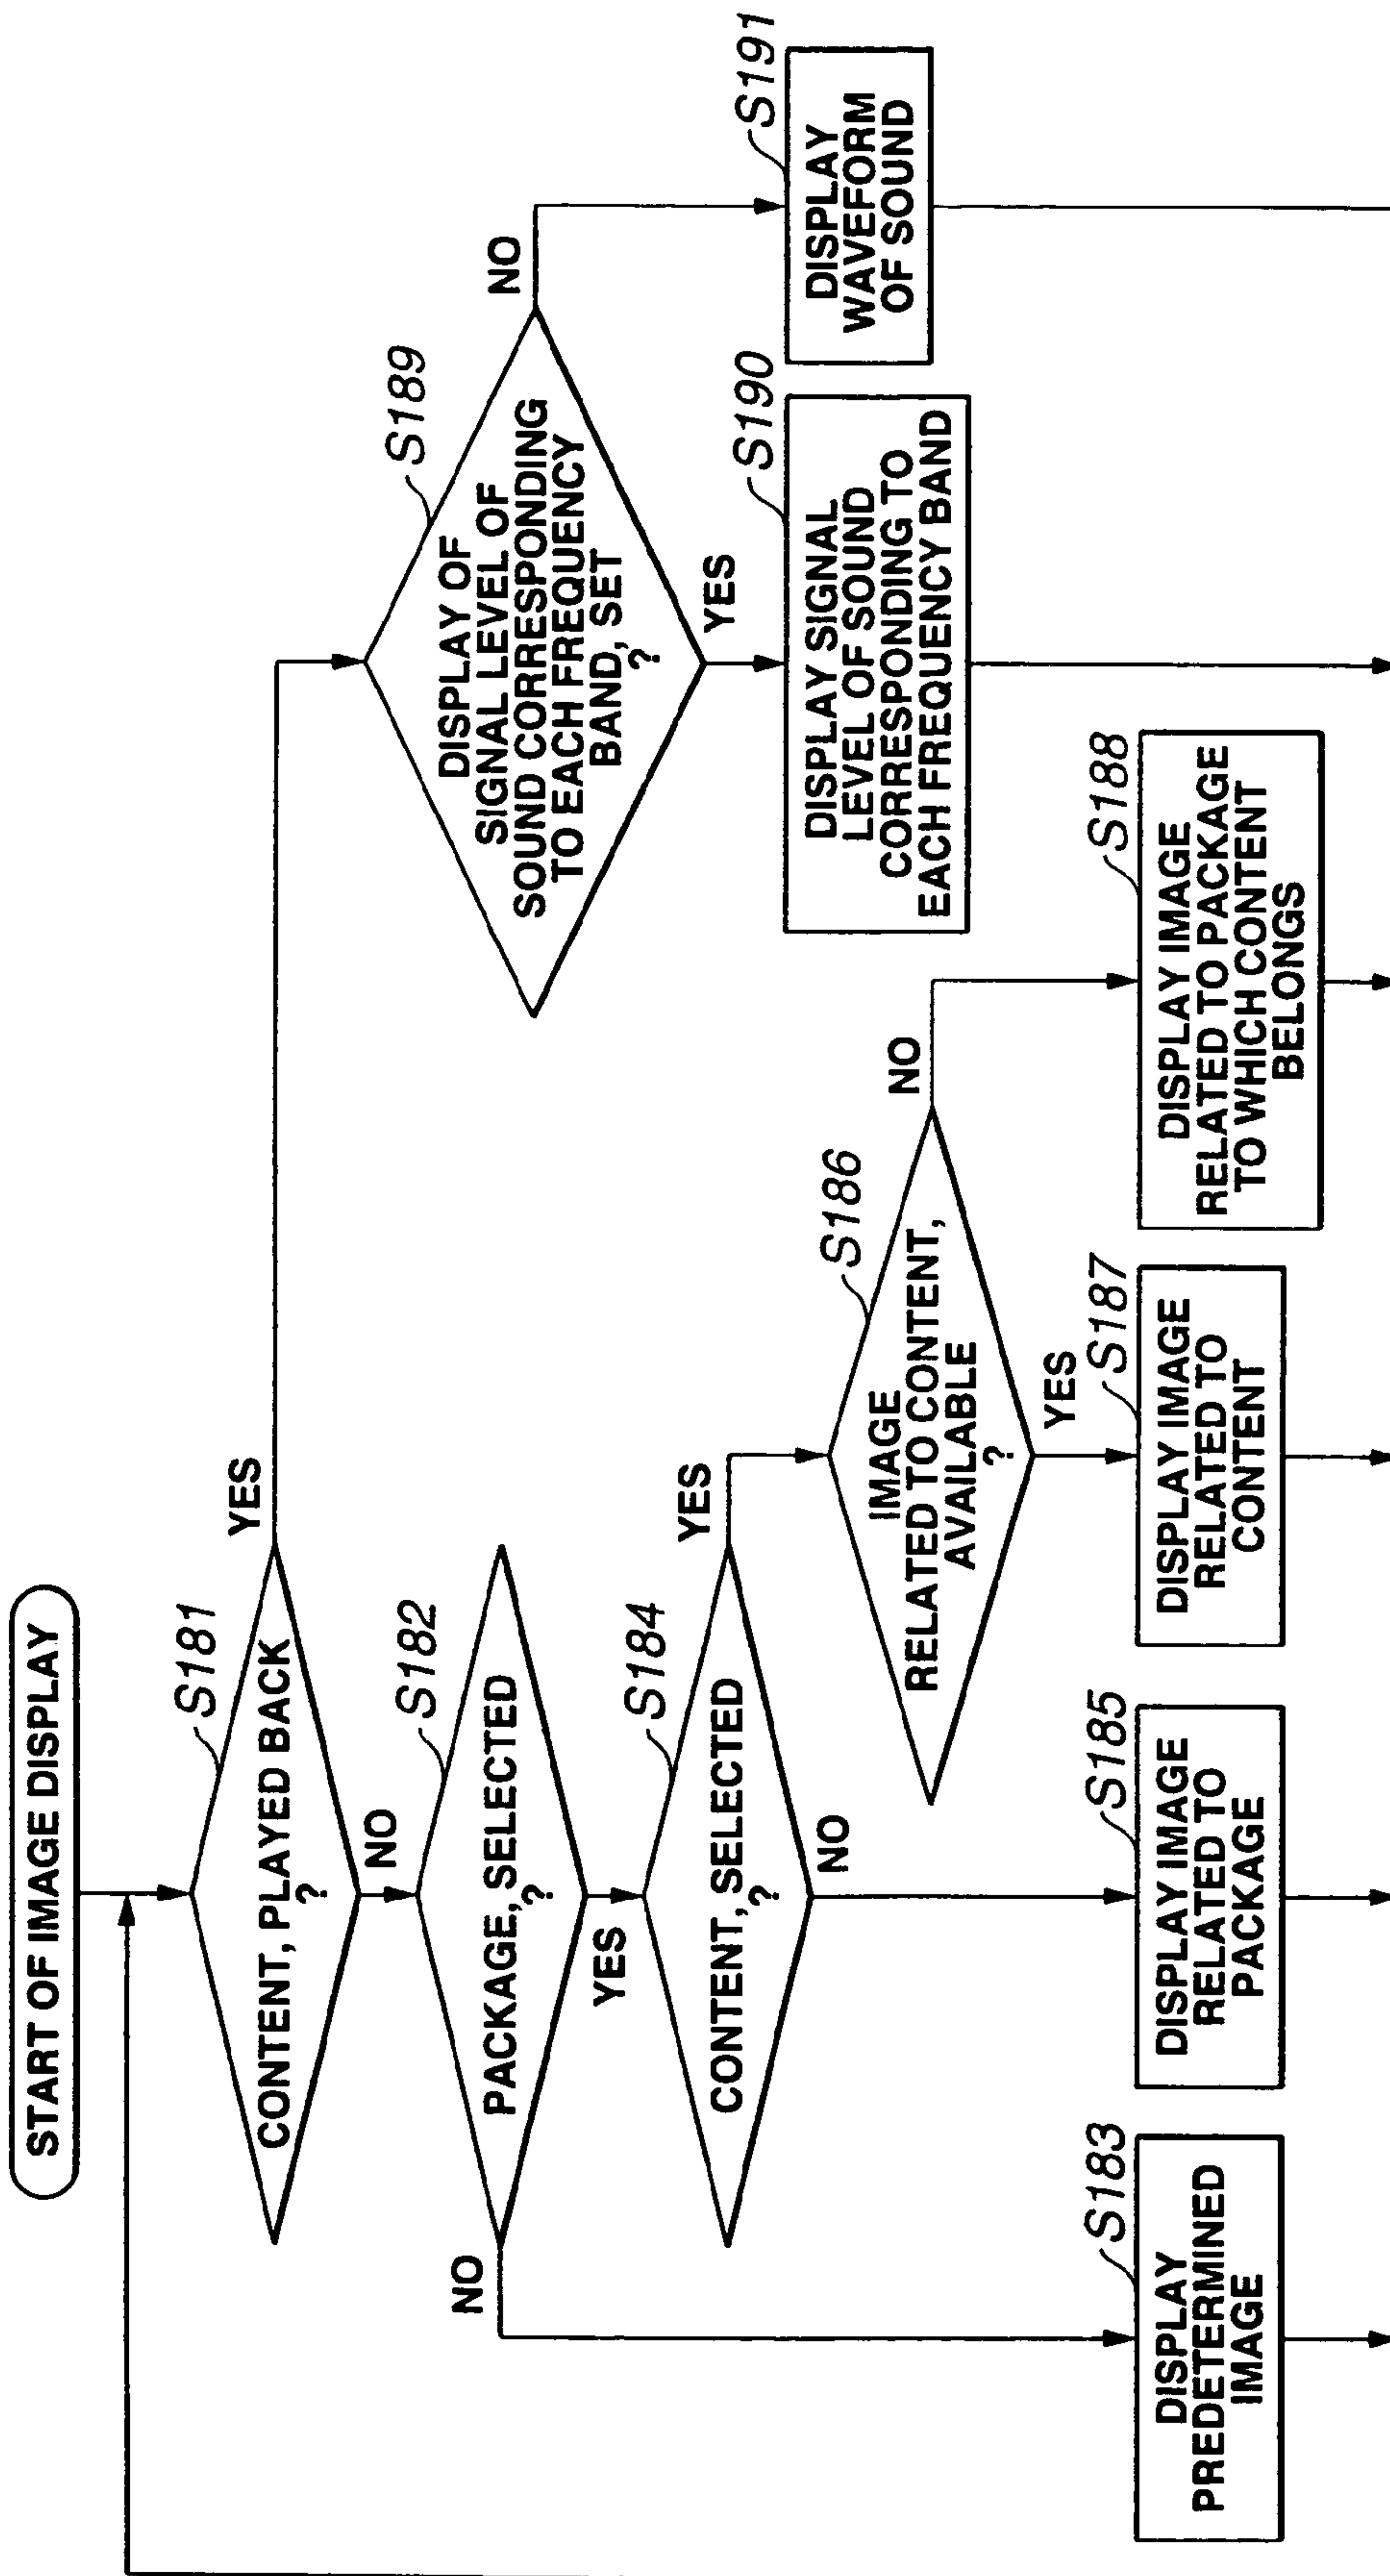 START OF IMAGE DISPLAY
S181
CONTENT, PLAYED BACK
?
YES
NO
S182
PACKAGE, SELECTED
?
NO
YES
S184
CONTENT, SELECTED
?
YES
NO
S189
DISPLAY OF
SIGNAL LEVEL OF
SOUND CORRESPONDING
TO EACH FREQUENCY
BAND, SET
?
NO
YES
S186
IMAGE
RELATED TO CONTENT,
AVAILABLE
?
NO
YES
S183
DISPLAY
PREDETERMINED
IMAGE
S185
DISPLAY IMAGE
RELATED TO
PACKAGE
S187
DISPLAY IMAGE
RELATED TO
CONTENT
S188
DISPLAY IMAGE
RELATED TO PACKAGE
TO WHICH CONTENT
BELONGS
S190
DISPLAY SIGNAL
LEVEL OF SOUND
CORRESPONDING TO
EACH FREQUENCY BAND
S191
DISPLAY
WAVEFORM
OF SOUND